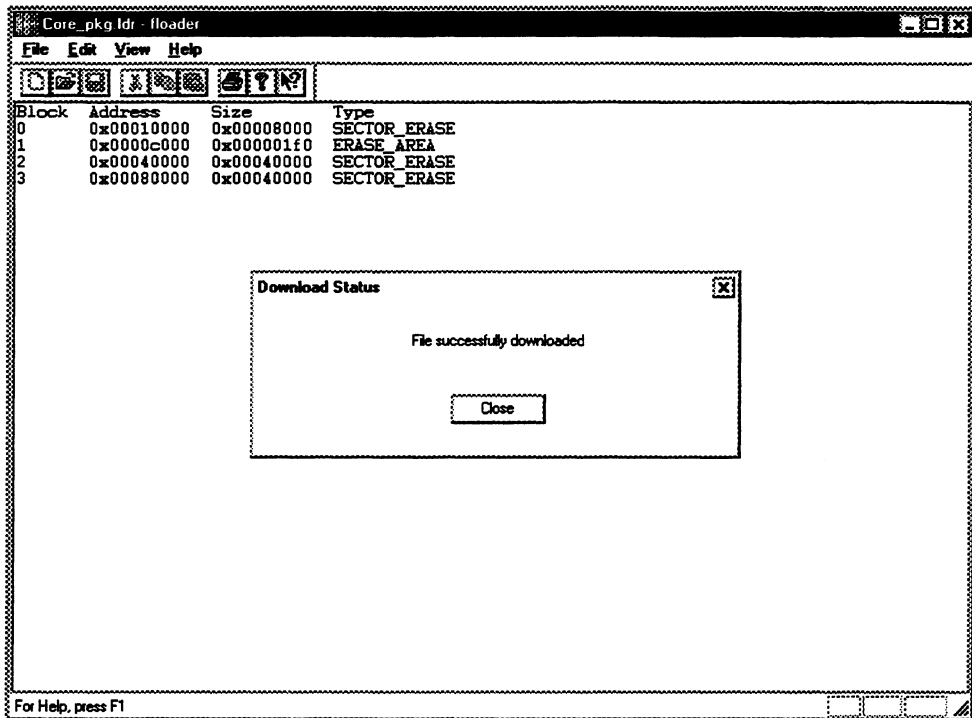 Core_pkg.ldr - floader
File Edit View Help
Block Address Size Type
0 0x00010000 0x00008000 SECTOR_ERASE
1 0x0000c000 0x000001f0 ERASE_AREA
2 0x00040000 0x00040000 SECTOR_ERASE
3 0x00080000 0x00040000 SECTOR_ERASE
Download Status
File successfully downloaded
Close
For Help, press F1